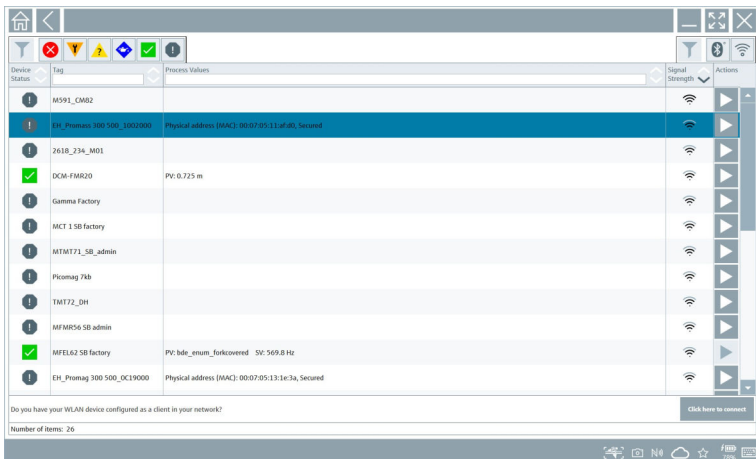 Device Status
Tag
Process Values
Signal Strength
Actions
M591_CM82
EH_Promass 300 500_1002000 Physical address (MAC): 00:07:05:11:af:d0, Secured
2618_234_M01
DCM-FMR20 PV: 0.725 m
Gamma Factory
MCT 1 SB factory
MTMT71_SB_admin
Picomag 7kb
TMT72_DH
MFMR56 SB admin
MFEL62 SB factory PV: bde_enum_forkcovered SV: 569.8 Hz
EH_Promag 300 500_0C19000 Physical address (MAC): 00:07:05:13:1e:3a, Secured
Do you have your WLAN device configured as a client in your network? Click here to connect
Number of items: 26